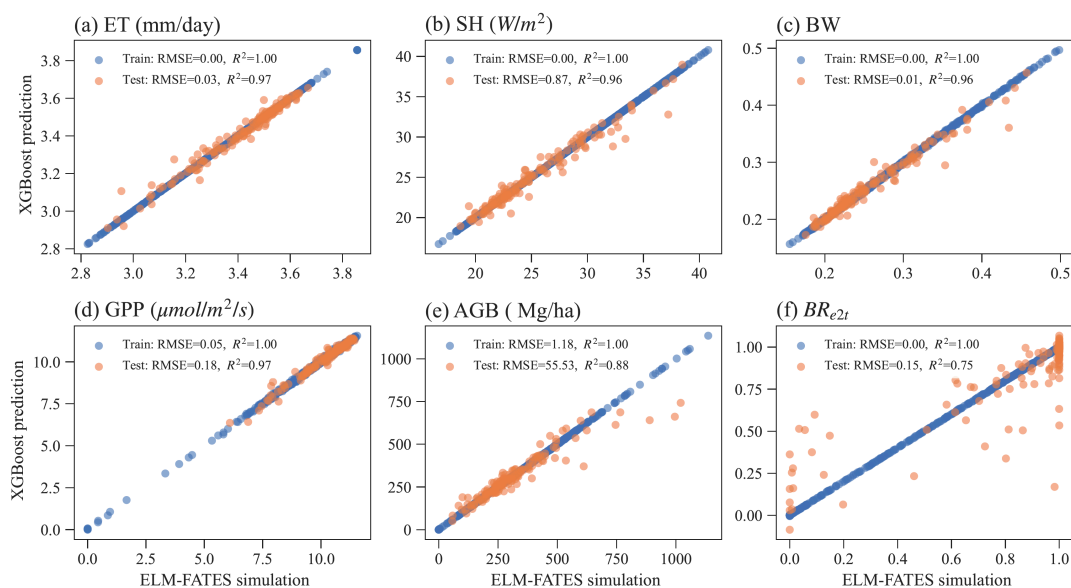 (a) ET (mm/day)
Train: RMSE=0.00, R²=1.00
Test: RMSE=0.03, R²=0.97
3.8
3.6
3.4
3.2
3.0
2.8
2.8 3.0 3.2 3.4 3.6 3.8
XGBoost prediction
(b) SH (W/m²)
Train: RMSE=0.00, R²=1.00
Test: RMSE=0.87, R²=0.96
40
35
30
25
20
20 25 30 35 40
(c) BW
Train: RMSE=0.00, R²=1.00
Test: RMSE=0.01, R²=0.96
0.5
0.4
0.3
0.2
0.2 0.3 0.4 0.5
(d) GPP (μmol/m²/s)
Train: RMSE=0.05, R²=1.00
Test: RMSE=0.18, R²=0.97
10.0
7.5
5.0
2.5
0.0
0.0 2.5 5.0 7.5 10.0
XGBoost prediction
ELM-FATES simulation
(e) AGB ( Mg/ha)
Train: RMSE=1.18, R²=1.00
Test: RMSE=55.53, R²=0.88
1000
750
500
250
0
0 250 500 750 1000
ELM-FATES simulation
(f) BRₑ₂ₜ
Train: RMSE=0.00, R²=1.00
Test: RMSE=0.15, R²=0.75
1.00
0.75
0.50
0.25
0.00
0.0 0.2 0.4 0.6 0.8 1.0
ELM-FATES simulation